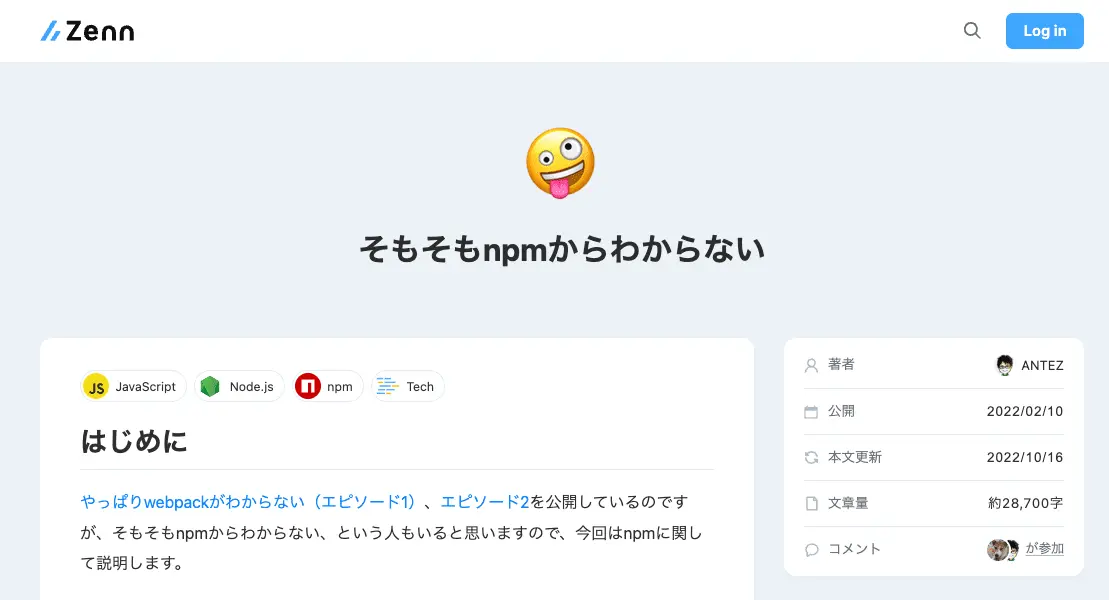 Zenn
Log in
そもそもnpmからわからない
JS JavaScript
Node.js
npm
Tech
はじめに
やっぱりwebpackがわからない（エピソード1）、エピソード2を公開しているのです
が、そもそもnpmからわからない、という人もいると思いますので、今回はnpmに関し
て説明します。
著者 ANTEZ
公開 2022/02/10
本文更新 2022/10/16
文章量 約28,700字
コメント が参加